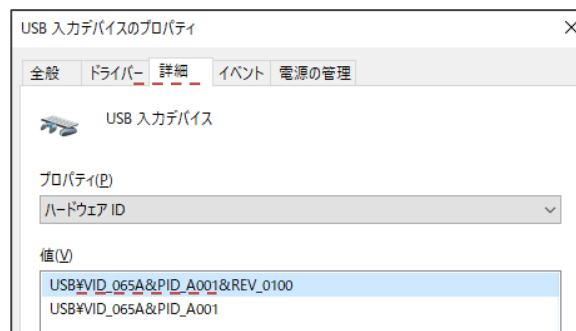 USB 入力デバイスのプロパティ
全般 ドライバー 詳細 イベント 電源の管理
USB 入力デバイス
プロパティ(P)
ハードウェア ID
値(V)
USB¥VID_065A&PID_A001&REV_0100
USB¥VID_065A&PID_A001